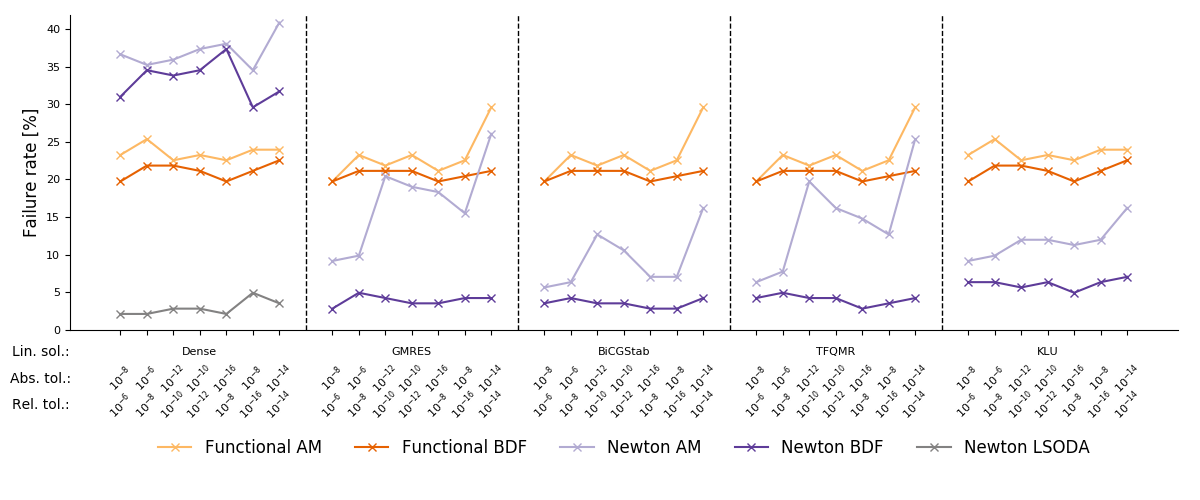 Failure rate [%]
40
35
30
25
20
15
10
5
0
Lin. sol.: Dense GMRES BiCGStab TFQMR KLU
Abs. tol.: 10⁻⁸ 10⁻⁶ 10⁻¹² 10⁻¹⁰ 10⁻¹⁶ 10⁻⁸ 10⁻¹⁴ 10⁻⁸ 10⁻⁶ 10⁻¹² 10⁻¹⁰ 10⁻¹⁶ 10⁻⁸ 10⁻¹⁴ 10⁻⁸ 10⁻⁶ 10⁻¹² 10⁻¹⁰ 10⁻¹⁶ 10⁻⁸ 10⁻¹⁴ 10⁻⁸ 10⁻⁶ 10⁻¹² 10⁻¹⁰ 10⁻¹⁶ 10⁻⁸ 10⁻¹⁴ 10⁻⁸ 10⁻⁶ 10⁻¹² 10⁻¹⁰ 10⁻¹⁶ 10⁻⁸ 10⁻¹⁴
Rel. tol.: 10⁻⁶ 10⁻⁸ 10⁻¹⁰ 10⁻¹² 10⁻⁸ 10⁻¹⁶ 10⁻¹⁴ 10⁻⁶ 10⁻⁸ 10⁻¹⁰ 10⁻¹² 10⁻⁸ 10⁻¹⁶ 10⁻¹⁴ 10⁻⁶ 10⁻⁸ 10⁻¹⁰ 10⁻¹² 10⁻⁸ 10⁻¹⁶ 10⁻¹⁴ 10⁻⁶ 10⁻⁸ 10⁻¹⁰ 10⁻¹² 10⁻⁸ 10⁻¹⁶ 10⁻¹⁴ 10⁻⁶ 10⁻⁸ 10⁻¹⁰ 10⁻¹² 10⁻⁸ 10⁻¹⁶ 10⁻¹⁴
Functional AM Functional BDF Newton AM Newton BDF Newton LSODA